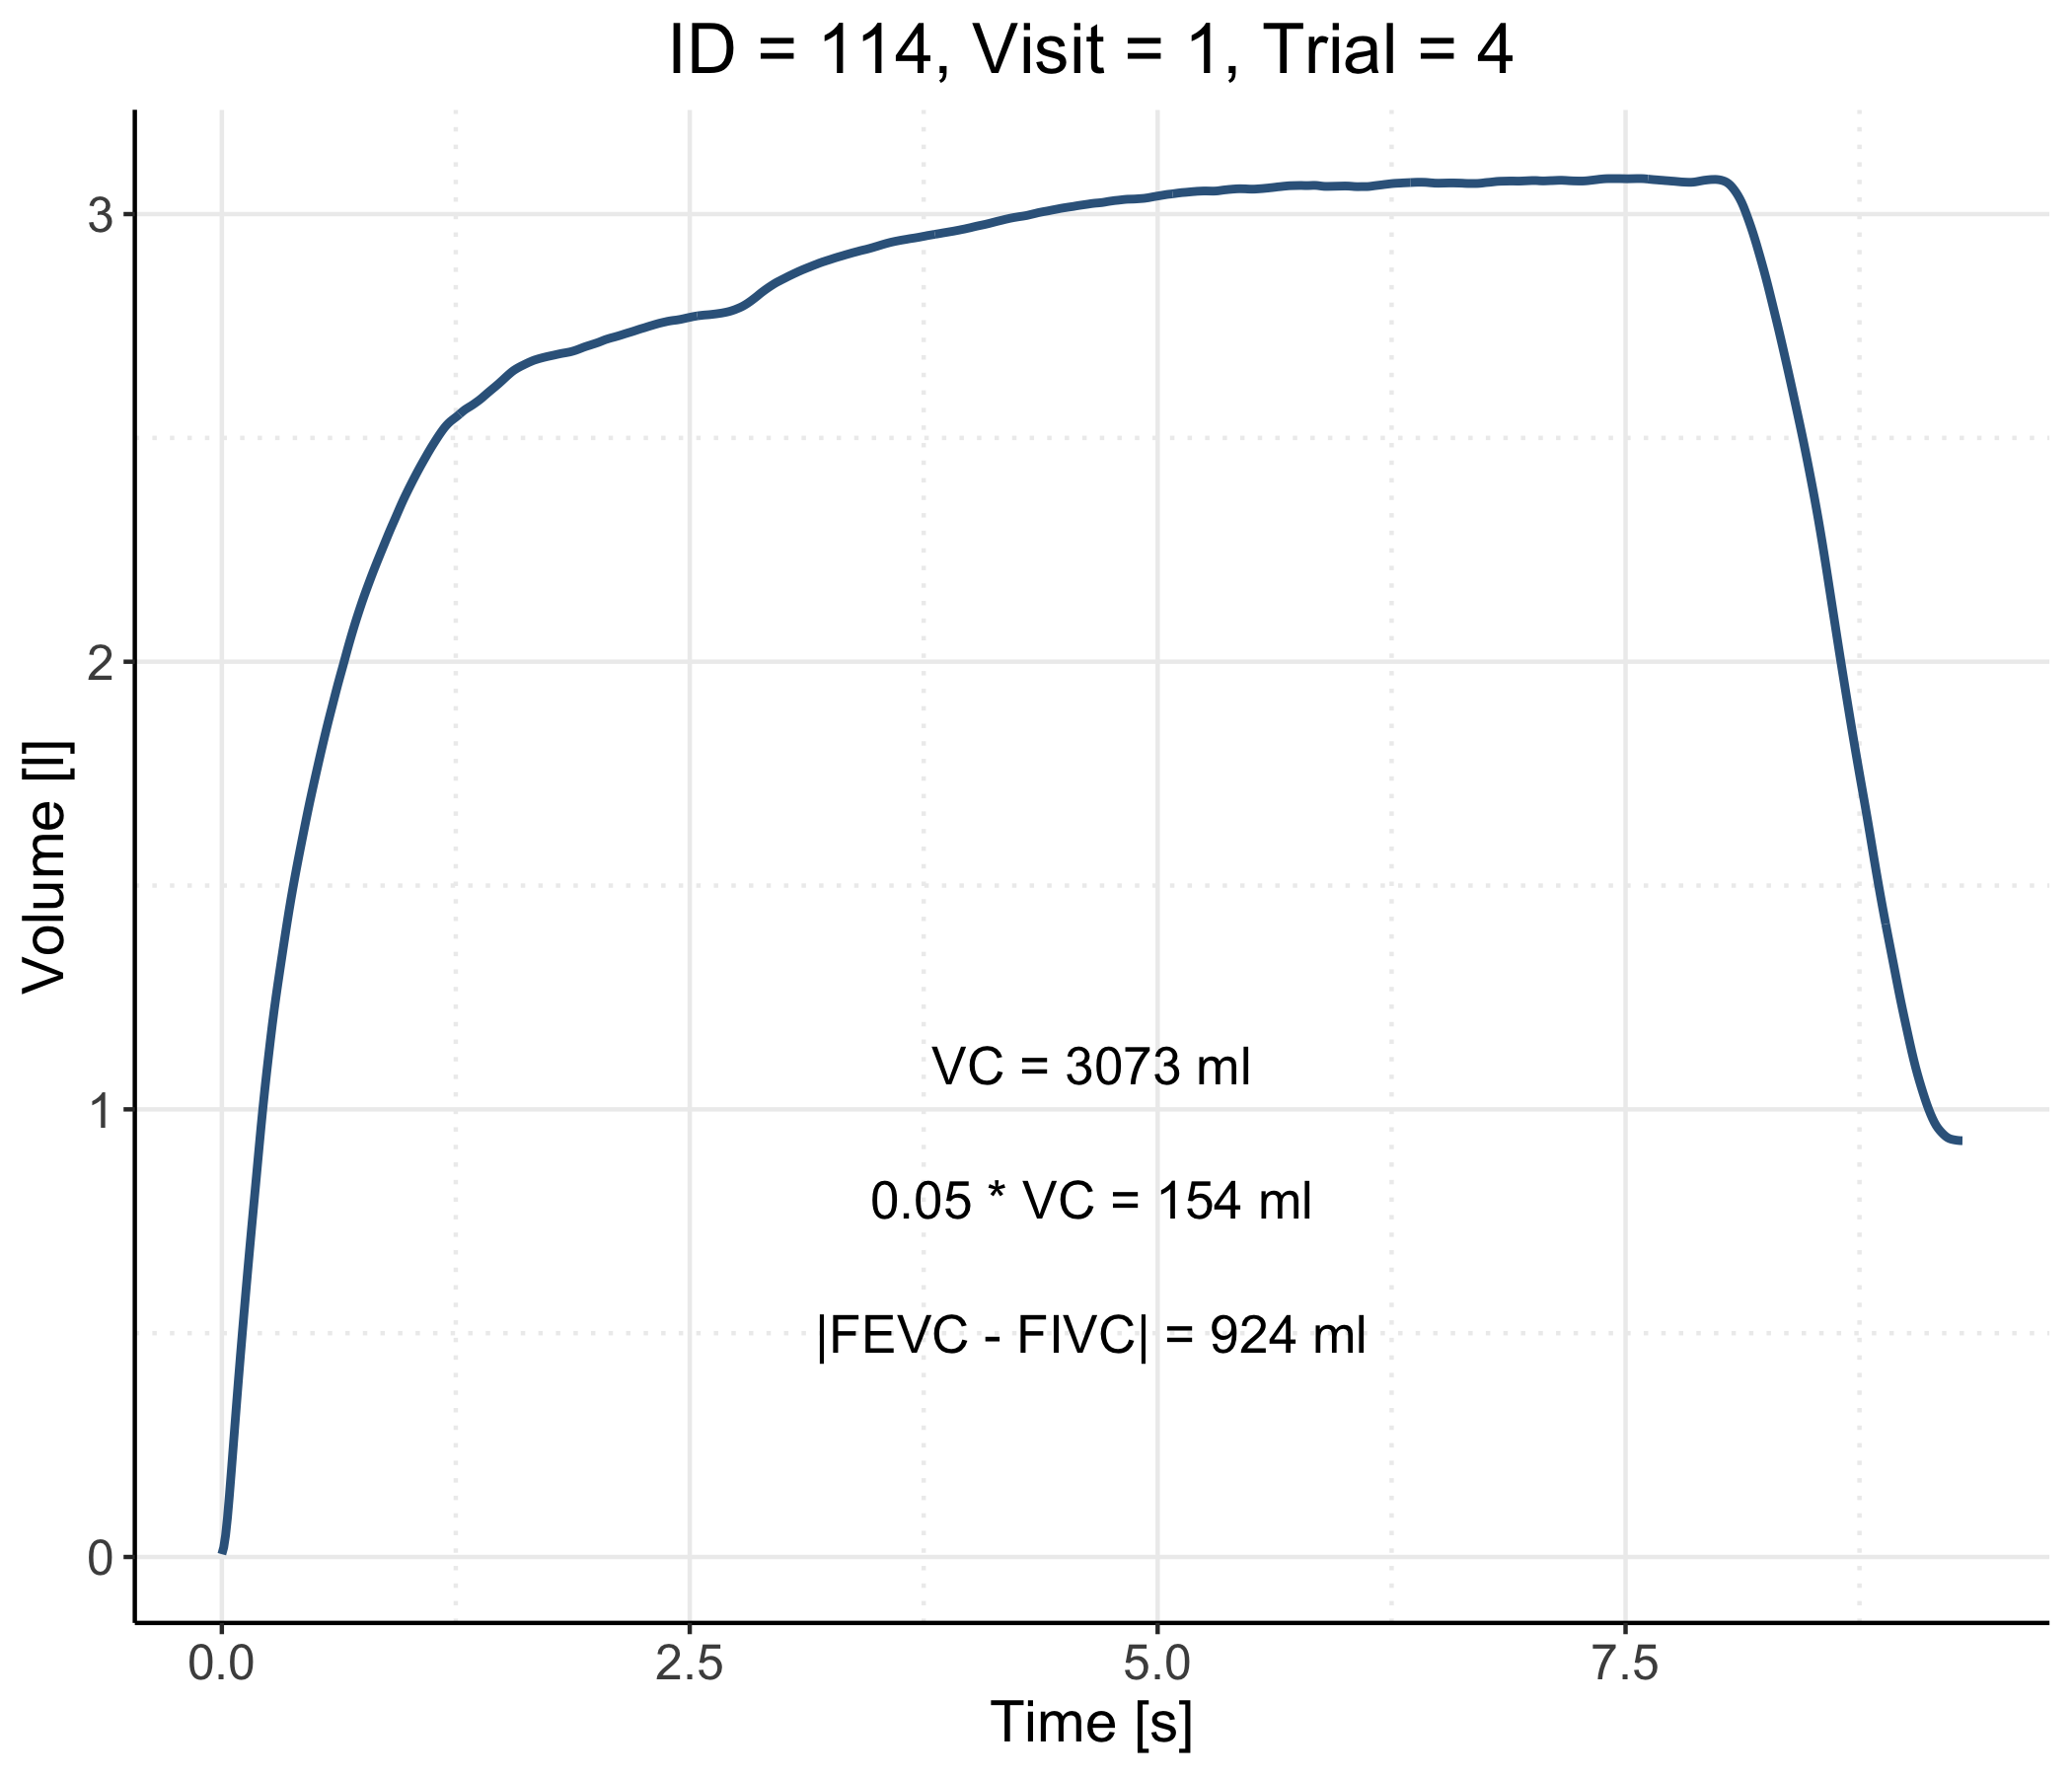 ID = 114, Visit = 1, Trial = 4
3
2
1
0
Volume [l]
VC = 3073 ml
0.05 * VC = 154 ml
|FEVC - FIVC| = 924 ml
0.0 2.5 5.0 7.5
Time [s]